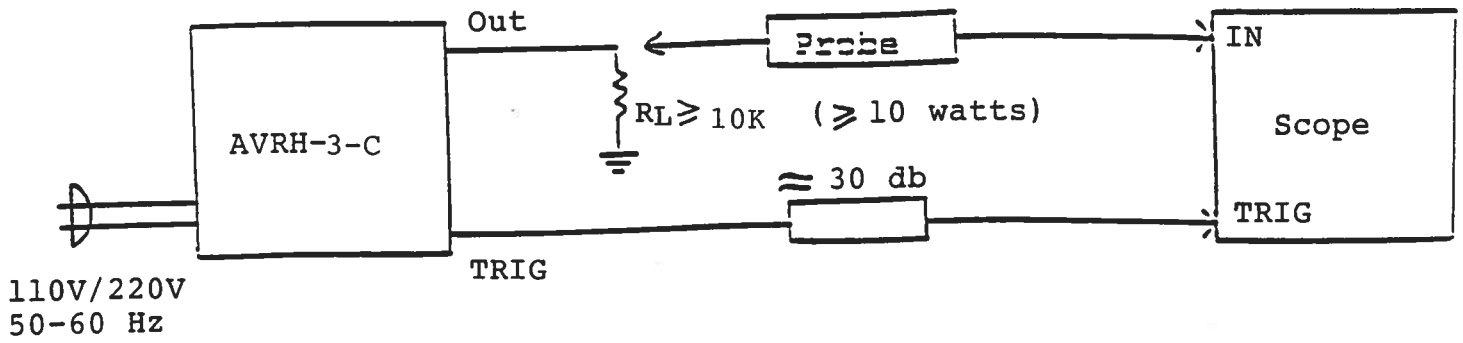 Out
Probe
IN
RL ≥ 10K (≥ 10 watts)
AVRH-3-C
Scope
≈ 30 db
TRIG
TRIG
110V/220V
50-60 Hz